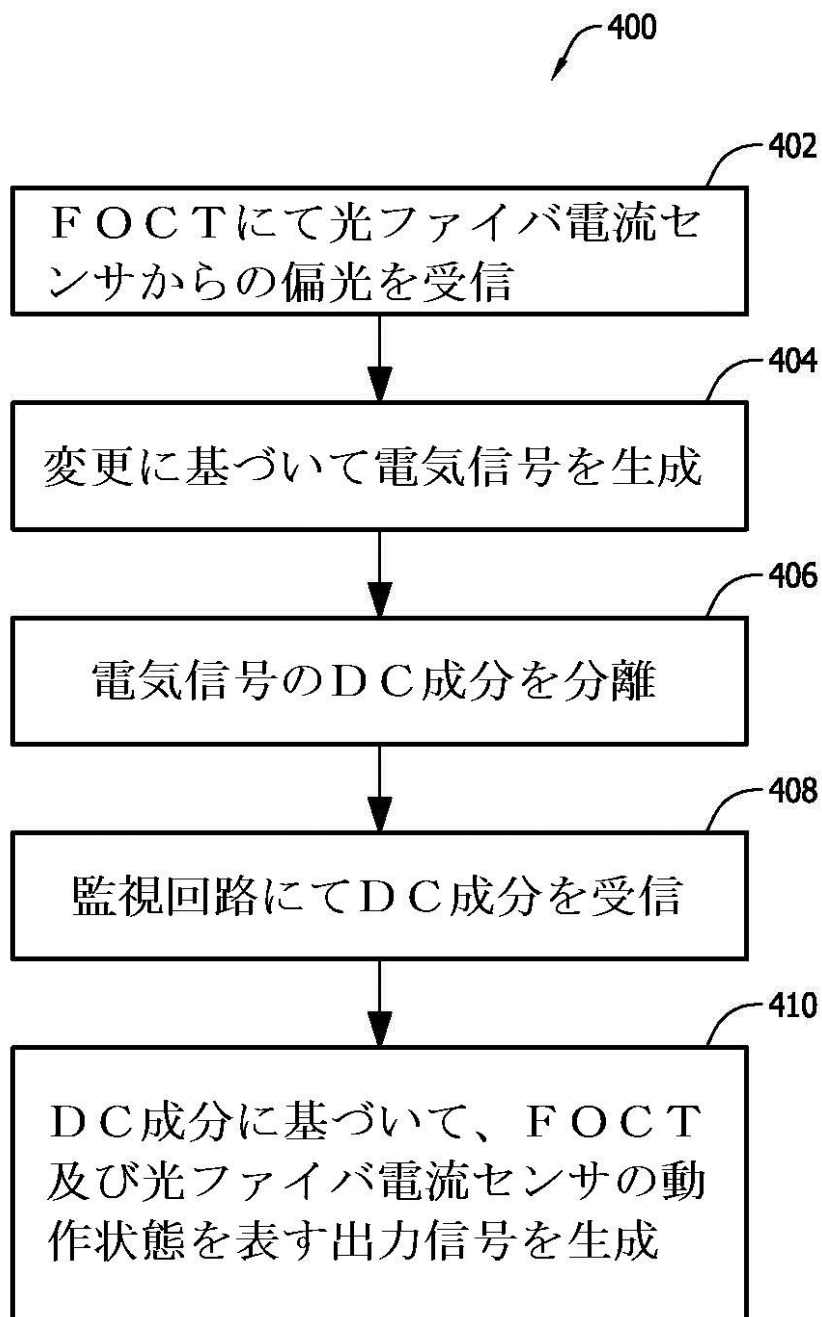 400
402
FOCTにて光ファイバ電流セ
ンサからの偏光を受信
404
変更に基づいて電気信号を生成
406
電気信号のDC成分を分離
408
監視回路にてDC成分を受信
410
DC成分に基づいて、FOCT
及び光ファイバ電流センサの動
作状態を表す出力信号を生成